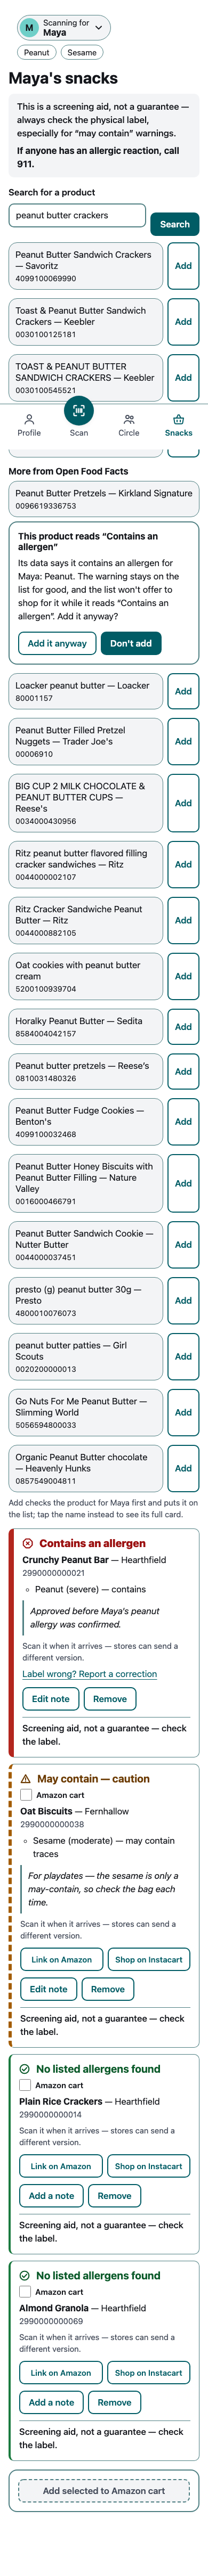 M
Scanning for
Maya
Peanut
Sesame
Maya's snacks
This is a screening aid, not a guarantee —
always check the physical label,
especially for “may contain” warnings.
If anyone has an allergic reaction, call
911.
Search for a product
peanut butter crackers
Search
Peanut Butter Sandwich Crackers
— Savoritz
4099100069990
Add
Toast & Peanut Butter Sandwich
Crackers — Keebler
0030100125181
Add
TOAST & PEANUT BUTTER
SANDWICH CRACKERS — Keebler
0030100545521
Add
Profile
Scan
Circle
Snacks
More from Open Food Facts
Peanut Butter Pretzels — Kirkland Signature
0096619336753
This product reads “Contains an
allergen”
Its data says it contains an allergen for
Maya: Peanut. The warning stays on the
list for good, and the list won't offer to
shop for it while it reads “Contains an
allergen”. Add it anyway?
Add it anyway
Don't add
Loacker peanut butter — Loacker
80001157
Add
Peanut Butter Filled Pretzel
Nuggets — Trader Joe's
00006910
Add
BIG CUP 2 MILK CHOCOLATE &
PEANUT BUTTER CUPS —
Reese's
0034000430956
Add
Ritz peanut butter flavored filling
cracker sandwiches — Ritz
0044000002107
Add
Ritz Cracker Sandwiche Peanut
Butter — Ritz
0044000882105
Add
Oat cookies with peanut butter
cream
5200100939704
Add
Horalky Peanut Butter — Sedita
8584004042157
Add
Peanut butter pretzels — Reese's
0810031480326
Add
Peanut Butter Fudge Cookies —
Benton's
4099100032468
Add
Peanut Butter Honey Biscuits with
Peanut Butter Filling — Nature
Valley
0016000466791
Add
Peanut Butter Sandwich Cookie —
Nutter Butter
0044000037451
Add
presto (g) peanut butter 30g —
Presto
4800010076073
Add
peanut butter patties — Girl
Scouts
0020200000013
Add
Go Nuts For Me Peanut Butter —
Slimming World
5056594800033
Add
Organic Peanut Butter chocolate
— Heavenly Hunks
0857549004811
Add
Add checks the product for Maya first and puts it on
the list; tap the name instead to see its full card.
Contains an allergen
Crunchy Peanut Bar — Hearthfield
2990000000021
Peanut (severe) — contains
Approved before Maya's peanut
allergy was confirmed.
Scan it when it arrives — stores can send a
different version.
Label wrong? Report a correction
Edit note
Remove
Screening aid, not a guarantee — check
the label.
May contain — caution
Amazon cart
Oat Biscuits — Fernhallow
2990000000038
Sesame (moderate) — may contain
traces
For playdates — the sesame is only a
may-contain, so check the bag each
time.
Scan it when it arrives — stores can send a
different version.
Link on Amazon
Shop on Instacart
Edit note
Remove
Screening aid, not a guarantee — check
the label.
No listed allergens found
Amazon cart
Plain Rice Crackers — Hearthfield
2990000000014
Scan it when it arrives — stores can send a
different version.
Link on Amazon
Shop on Instacart
Add a note
Remove
Screening aid, not a guarantee — check
the label.
No listed allergens found
Amazon cart
Almond Granola — Hearthfield
2990000000069
Scan it when it arrives — stores can send a
different version.
Link on Amazon
Shop on Instacart
Add a note
Remove
Screening aid, not a guarantee — check
the label.
Add selected to Amazon cart